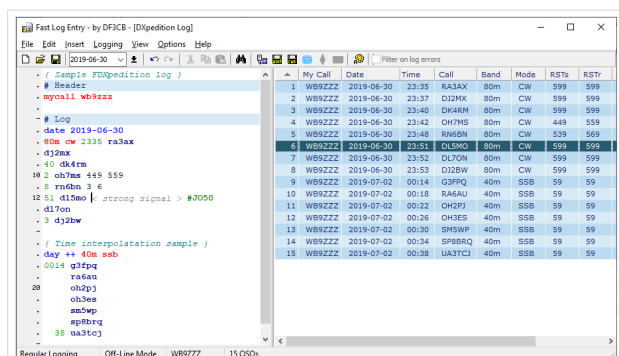 Fast Log Entry - by DF3CB - [DXpedition Log]
File Edit Insert Logging View Options Help
2019-06-30 Filter on log errors
{ Sample FDXpedition log }
# Header
mycall wb9zzz
# Log
date 2019-06-30
80m cw 2335 ra3ax
dj2mx
40 dk4rm
10 2 oh7ms 449 559
8 rn6bn 3 6
12 51 dl5mo < strong signal > #JO50
dl7on
3 dj2bw
{ Time interpolatation sample }
day ++ 40m ssb
0014 g3fpq
ra6au
20 oh2pj
oh3es
sm5wp
sp8brq
38 ua3tcj
My Call Date Time Call Band Mode RSTs RSTr
1 WB9ZZZ 2019-06-30 23:35 RA3AX 80m CW 599 599
2 WB9ZZZ 2019-06-30 23:37 DJ2MX 80m CW 599 599
3 WB9ZZZ 2019-06-30 23:40 DK4RM 80m CW 599 599
4 WB9ZZZ 2019-06-30 23:42 OH7MS 80m CW 449 559
5 WB9ZZZ 2019-06-30 23:48 RN6BN 80m CW 539 569
6 WB9ZZZ 2019-06-30 23:51 DL5MO 80m CW 599 599
7 WB9ZZZ 2019-06-30 23:52 DL7ON 80m CW 599 599
8 WB9ZZZ 2019-06-30 23:53 DJ2BW 80m CW 599 599
9 WB9ZZZ 2019-07-02 00:14 G3FPQ 40m SSB 59 59
10 WB9ZZZ 2019-07-02 00:18 RA6AU 40m SSB 59 59
11 WB9ZZZ 2019-07-02 00:22 OH2PJ 40m SSB 59 59
12 WB9ZZZ 2019-07-02 00:26 OH3ES 40m SSB 59 59
13 WB9ZZZ 2019-07-02 00:30 SM5WP 40m SSB 59 59
14 WB9ZZZ 2019-07-02 00:34 SP8BRQ 40m SSB 59 59
15 WB9ZZZ 2019-07-02 00:38 UA3TCJ 40m SSB 59 59
Regular Logging Off-Line Mode WB9ZZZ 15 QSOs